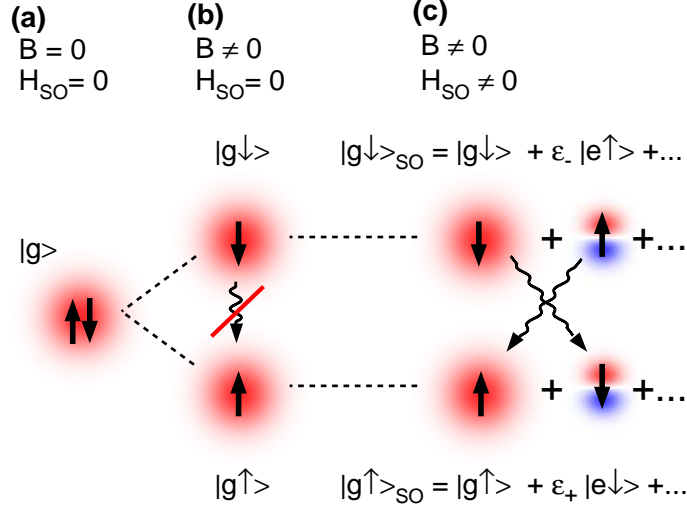 (a)
B = 0
H_SO = 0
(b)
B ≠ 0
H_SO = 0
(c)
B ≠ 0
H_SO ≠ 0
|g↓>
|g↓>_SO = |g↓> + ε_- |e↑> +...
|g>
+ +...
+ +...
|g↑>
|g↑>_SO = |g↑> + ε_+ |e↓> +...